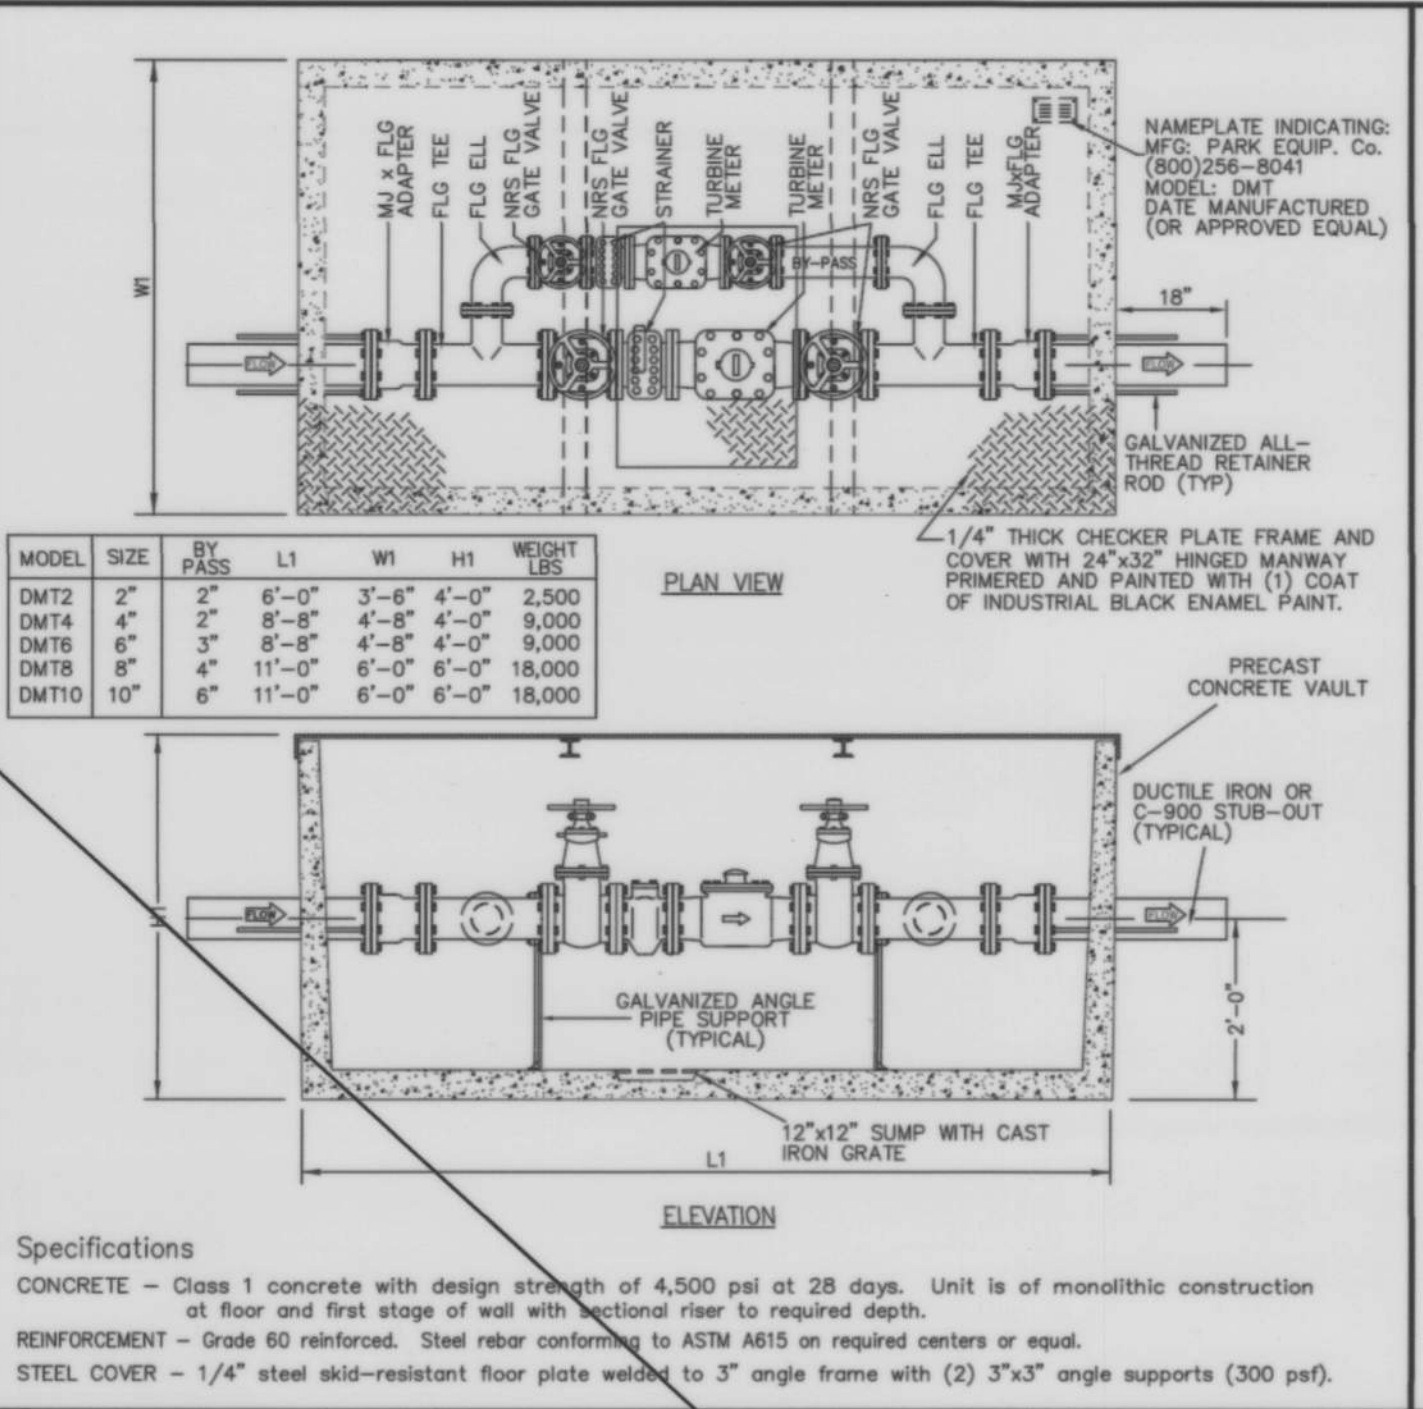 MJ x FLG
ADAPTER
FLG TEE
FLG ELL
NRS FLG
GATE VALVE
NRS FLG
GATE VALVE
STRAINER
TURBINE
METER
TURBINE
METER
NRS FLG
GATE VALVE
FLG ELL
FLG TEE
MJxFLG
ADAPTER
NAMEPLATE INDICATING:
MFG: PARK EQUIP. Co.
(800)256-8041
MODEL: DMT
DATE MANUFACTURED
(OR APPROVED EQUAL)
W1
BY-PASS
18"
FLOW
FLOW
GALVANIZED ALL-
THREAD RETAINER
ROD (TYP)
1/4" THICK CHECKER PLATE FRAME AND
COVER WITH 24"x32" HINGED MANWAY
PRIMERED AND PAINTED WITH (1) COAT
OF INDUSTRIAL BLACK ENAMEL PAINT.
PLAN VIEW
MODEL SIZE BY PASS L1 W1 H1 WEIGHT LBS
DMT2 2" 2" 6'-0" 3'-6" 4'-0" 2,500
DMT4 4" 2" 8'-8" 4'-8" 4'-0" 9,000
DMT6 6" 3" 8'-8" 4'-8" 4'-0" 9,000
DMT8 8" 4" 11'-0" 6'-0" 6'-0" 18,000
DMT10 10" 6" 11'-0" 6'-0" 6'-0" 18,000
PRECAST
CONCRETE VAULT
DUCTILE IRON OR
C-900 STUB-OUT
(TYPICAL)
H1
FLOW
FLOW
GALVANIZED ANGLE
PIPE SUPPORT
(TYPICAL)
2'-0"
12"x12" SUMP WITH CAST
IRON GRATE
L1
ELEVATION
Specifications
CONCRETE - Class 1 concrete with design strength of 4,500 psi at 28 days. Unit is of monolithic construction
at floor and first stage of wall with sectional riser to required depth.
REINFORCEMENT - Grade 60 reinforced. Steel rebar conforming to ASTM A615 on required centers or equal.
STEEL COVER - 1/4" steel skid-resistant floor plate welded to 3" angle frame with (2) 3"x3" angle supports (300 psf).